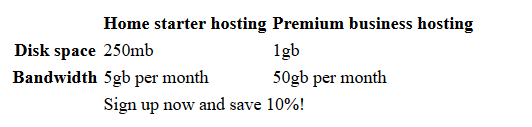 Home starter hosting Premium business hosting
Disk space 250mb 1gb
Bandwidth 5gb per month 50gb per month
Sign up now and save 10%!